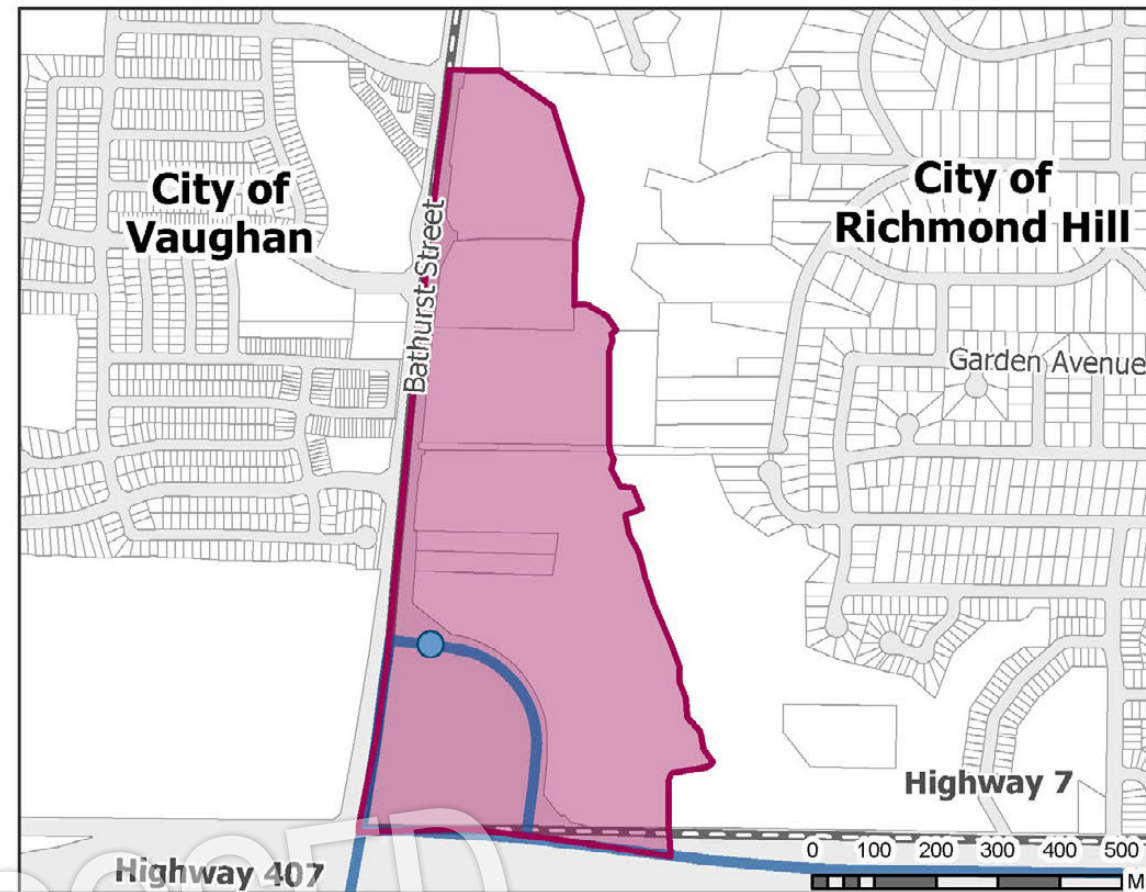 City of
Vaughan
City of
Richmond Hill
Bathurst Street
Garden Avenue
Highway 7
Highway 407
0 100 200 300 400 500
M